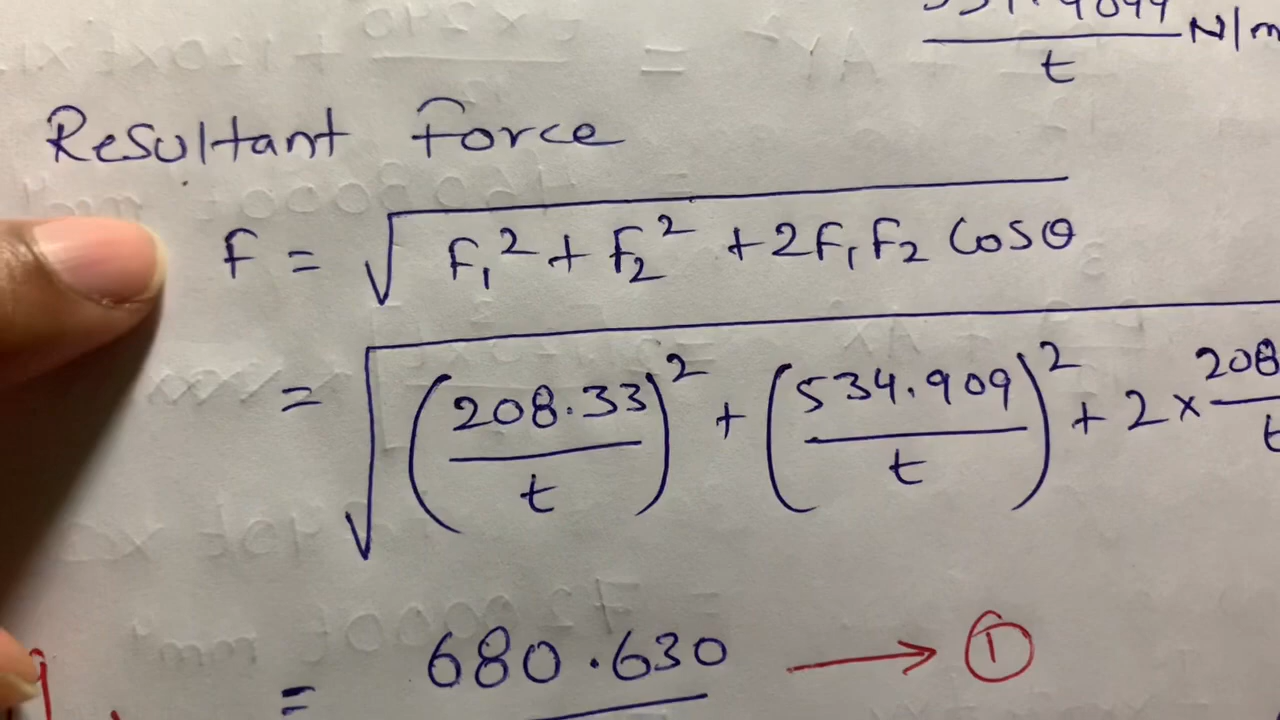 N/m
t
Resultant Force
F = √F₁² + F₂² + 2F₁F₂ Cosθ
= √(208.33/t)² + (534.909/t)² + 2 × 208/t
= 680.630 → ①